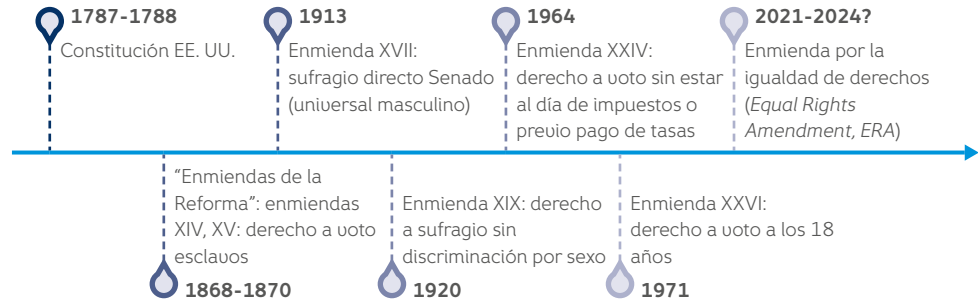 1787-1788
Constitución EE. UU.
1913
Enmienda XVII:
sufragio directo Senado
(universal masculino)
1964
Enmienda XXIV:
derecho a voto sin estar
al día de impuestos o
previo pago de tasas
2021-2024?
Enmienda por la
igualdad de derechos
(Equal Rights
Amendment, ERA)
“Enmiendas de la
Reforma”: enmiendas
XIV, XV: derecho a voto
esclavos
1868-1870
Enmienda XIX: derecho
a sufragio sin
discriminación por sexo
1920
Enmienda XXVI:
derecho a voto a los 18
años
1971